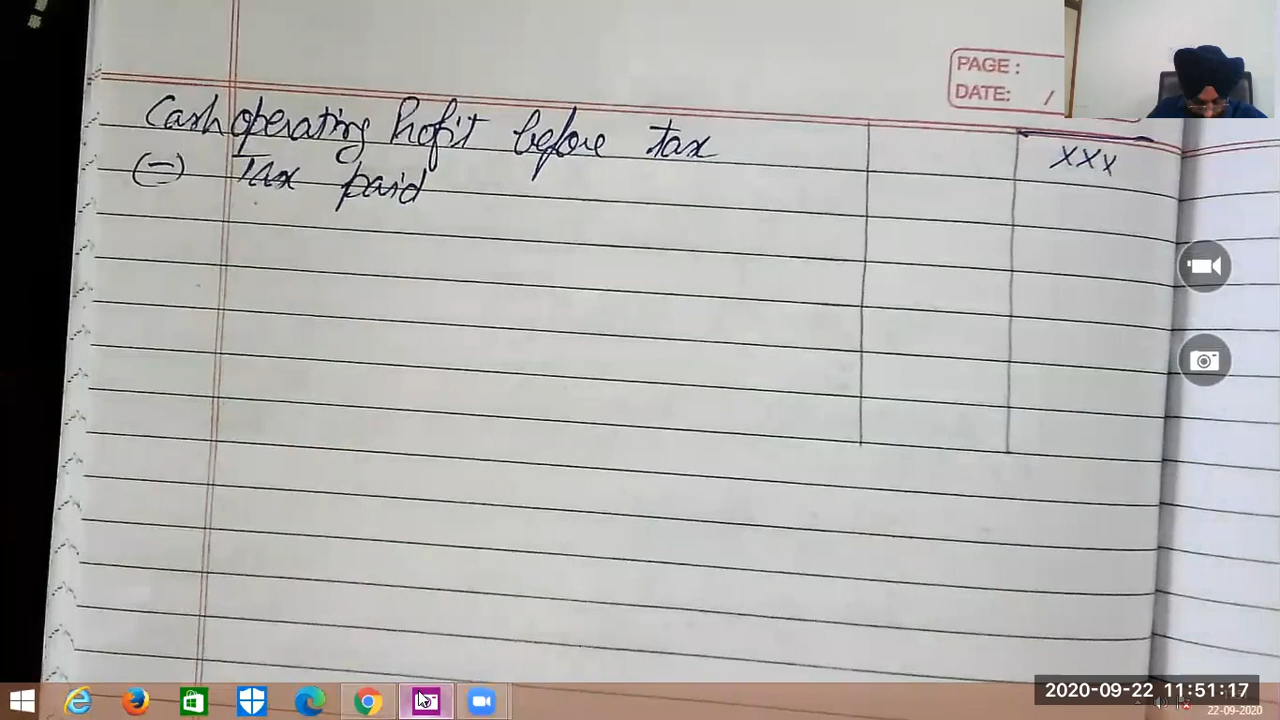 PAGE :
DATE: /
Cash operating Profit before tax xxx
(-) Tax paid
2020-09-22 11:51:17
22-09-2020